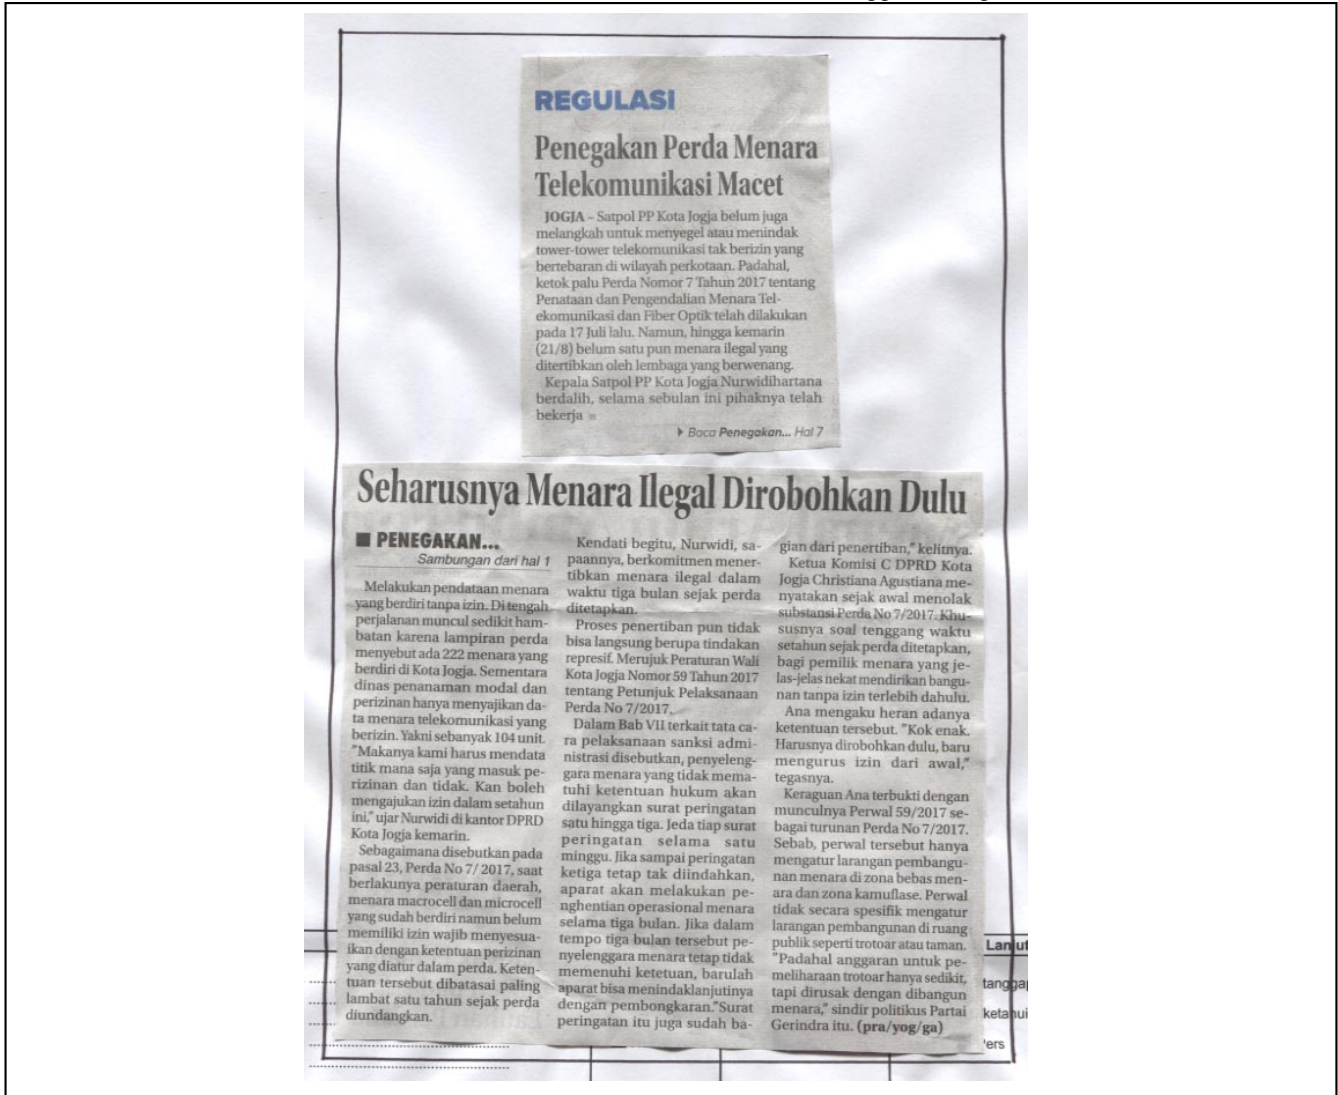 REGULASI
Penegakan Perda Menara
Telekomunikasi Macet
JOGJA – Satpol PP Kota Jogja belum juga
melangkah untuk menyegel atau menindak
tower-tower telekomunikasi tak berizin yang
bertebaran di wilayah perkotaan. Padahal,
ketok palu Perda Nomor 7 Tahun 2017 tentang
Penataan dan Pengendalian Menara Tel-
ekomunikasi dan Fiber Optik telah dilakukan
pada 17 Juli lalu. Namun, hingga kemarin
(21/8) belum satu pun menara ilegal yang
ditertibkan oleh lembaga yang berwenang.
Kepala Satpol PP Kota Jogja Nurwidihartana
berdalih, selama sebulan ini pihaknya telah
bekerja
Baca Penegakan... Hal 7
Seharusnya Menara Ilegal Dirobohkan Dulu
PENEGAKAN...
Sambungan dari hal 1
Melakukan pendataan menara
yang berdiri tanpa izin. Di tengah
perjalanan muncul sedikit ham-
batan karena lampiran perda
menyebut ada 222 menara yang
berdiri di Kota Jogja. Sementara
dinas penanaman modal dan
perizinan hanya menyajikan da-
ta menara telekomunikasi yang
berizin. Yakni sebanyak 104 unit.
"Makanya kami harus mendata
titik mana saja yang masuk pe-
rizinan dan tidak. Kan boleh
mengajukan izin dalam setahun
ini," ujar Nurwidi di kantor DPRD
Kota Jogja kemarin.
Sebagaimana disebutkan pada
pasal 23, Perda No 7/ 2017, saat
berlakunya peraturan daerah,
menara macrocell dan microcell
yang sudah berdiri namun belum
memiliki izin wajib menyesua-
ikan dengan ketentuan perizinan
yang diatur dalam perda. Keten-
tuan tersebut dibatasai paling
lambat satu tahun sejak perda
diundangkan.
Kendati begitu, Nurwidi, sa-
paannya, berkomitmen mener-
tibkan menara ilegal dalam
waktu tiga bulan sejak perda
ditetapkan.
Proses penertiban pun tidak
bisa langsung berupa tindakan
represif. Merujuk Peraturan Wali
Kota Jogja Nomor 59 Tahun 2017
tentang Petunjuk Pelaksanaan
Perda No 7/2017.
Dalam Bab VII terkait tata ca-
ra pelaksanaan sanksi admi-
nistrasi disebutkan, penyeleng-
gara menara yang tidak mema-
tuhi ketentuan hukum akan
dilayangkan surat peringatan
satu hingga tiga. Jeda tiap surat
peringatan selama satu
minggu. Jika sampai peringatan
ketiga tetap tak diindahkan,
aparat akan melakukan pe-
nghentian operasional menara
selama tiga bulan. Jika dalam
tempo tiga bulan tersebut pe-
nyelenggara menara tetap tidak
memenuhi ketetuan, barulah
aparat bisa menindaklanjutinya
dengan pembongkaran."Surat
peringatan itu juga sudah ba-
gian dari penertiban," kelitnya.
Ketua Komisi C DPRD Kota
Jogja Christiana Agustiana me-
nyatakan sejak awal menolak
substansi Perda No 7/2017. Khu-
susnya soal tenggang waktu
setahun sejak perda ditetapkan,
bagi pemilik menara yang je-
las-jelas nekat mendirikan bangu-
nan tanpa izin terlebih dahulu.
Ana mengaku heran adanya
ketentuan tersebut. "Kok enak.
Harusnya dirobohkan dulu, baru
mengurus izin dari awal,"
tegasnya.
Keraguan Ana terbukti dengan
munculnya Perwal 59/2017 se-
bagai turunan Perda No 7/2017.
Sebab, perwal tersebut hanya
mengatur larangan pembangu-
nan menara di zona bebas men-
ara dan zona kamuflase. Perwal
tidak secara spesifik mengatur
larangan pembangunan di ruang
publik seperti trotoar atau taman.
"Padahal anggaran untuk pe-
meliharaan trotoar hanya sedikit,
tapi dirusak dengan dibangun
menara," sindir politikus Partai
Gerindra itu. (pra/yog/ga)
Lanjut
tangga
ketahui
'ers